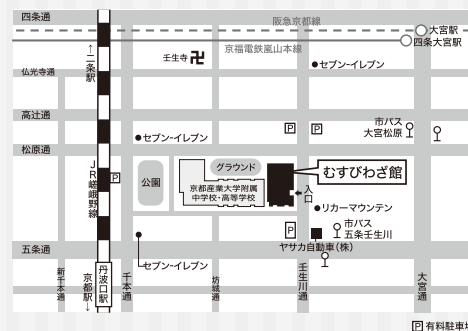 四条通
阪急京都線
大宮駅
京福電鉄嵐山本線
四条大宮駅
↑二条駅
壬生寺
仏光寺通
●セブン-イレブン
高辻通
P
P
市バス
大宮松原
●セブン-イレブン
松原通
JR嵯峨野線
P
公園
グラウンド
京都産業大学附属
中学校・高等学校
むすびわざ館
入口
●リカーマウンテン
P
市バス
五条壬生川
ヤサカ自動車(株)
五条通
セブン-イレブン
丹波口駅
京都駅↓
新千本通
千本通
坊城通
壬生川通
大宮通
P 有料駐車場